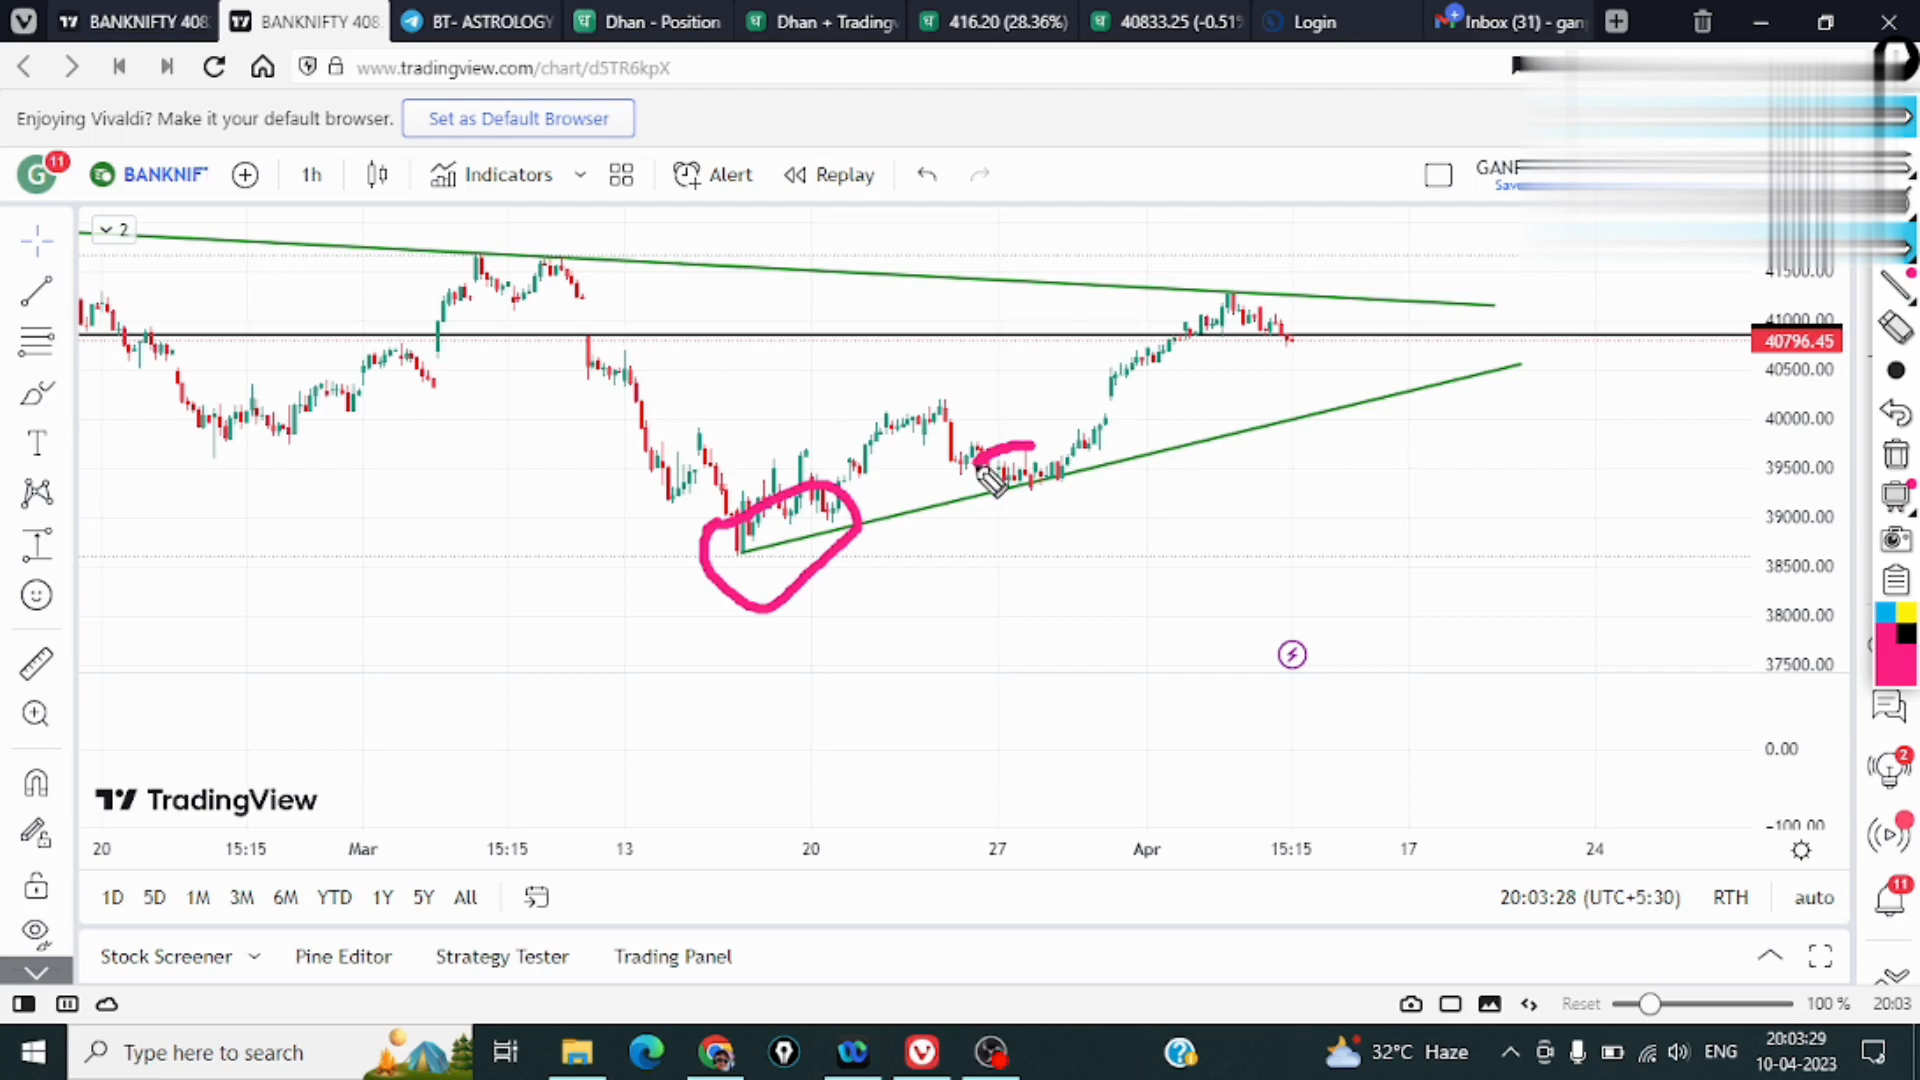 BANKNIFTY 408
BANKNIFTY 408
BT- ASTROLOGY
Dhan - Position
Dhan + Trading
416.20 (28.36%)
40833.25 (-0.51%
Login
Inbox (31) - gan
www.tradingview.com/chart/d5TR6kpX
Enjoying Vivaldi? Make it your default browser.
Set as Default Browser
G
11
BANKNIF
1h
Indicators
Alert
Replay
GANF
Save
2
41500.00
41000.00
40796.45
40500.00
40000.00
39500.00
39000.00
38500.00
38000.00
37500.00
0.00
-100.00
TradingView
20
15:15
Mar
15:15
13
20
27
Apr
15:15
17
24
1D
5D
1M
3M
6M
YTD
1Y
5Y
All
20:03:28 (UTC+5:30)
RTH
auto
2
11
Stock Screener
Pine Editor
Strategy Tester
Trading Panel
Reset
100 %
20:03
Type here to search
32°C Haze
ENG
20:03:29
10-04-2023